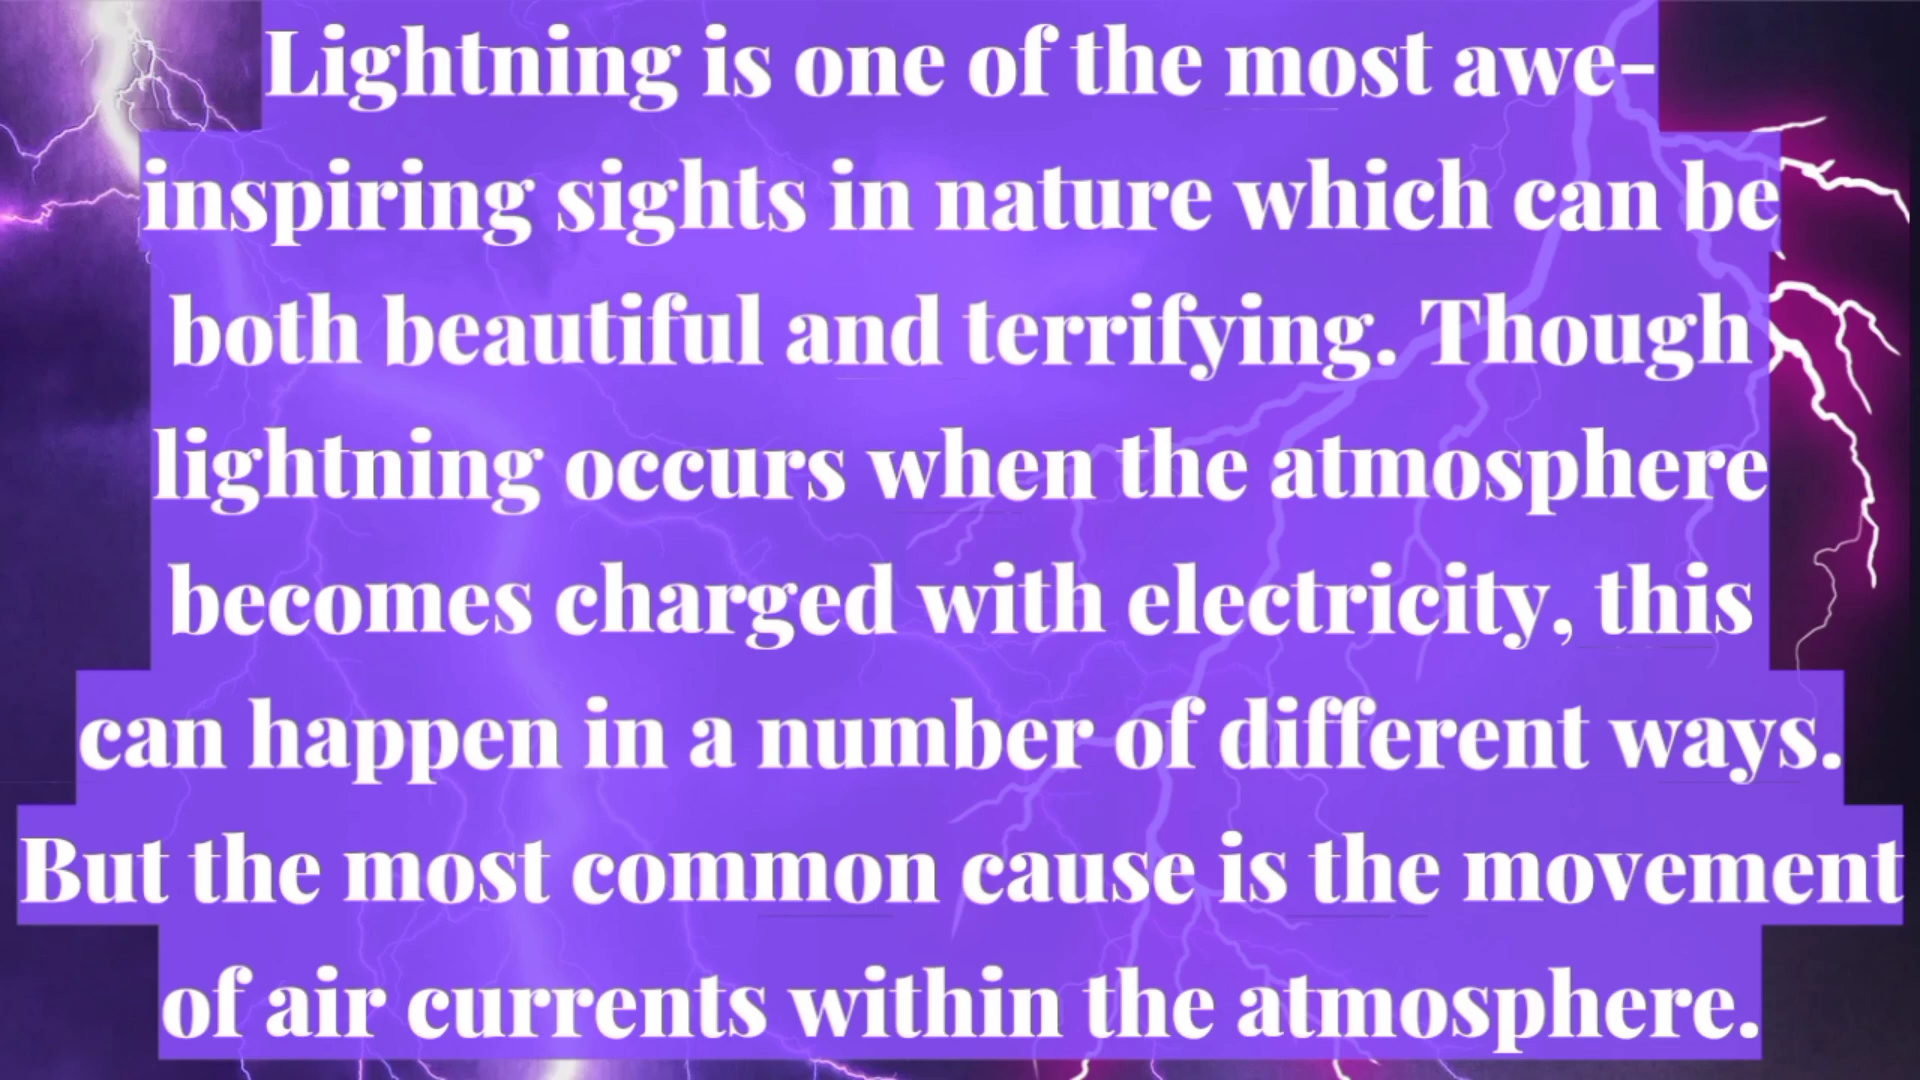 Lightning is one of the most awe-
inspiring sights in nature which can be
both beautiful and terrifying. Though
lightning occurs when the atmosphere
becomes charged with electricity, this
can happen in a number of different ways.
But the most common cause is the movement
of air currents within the atmosphere.